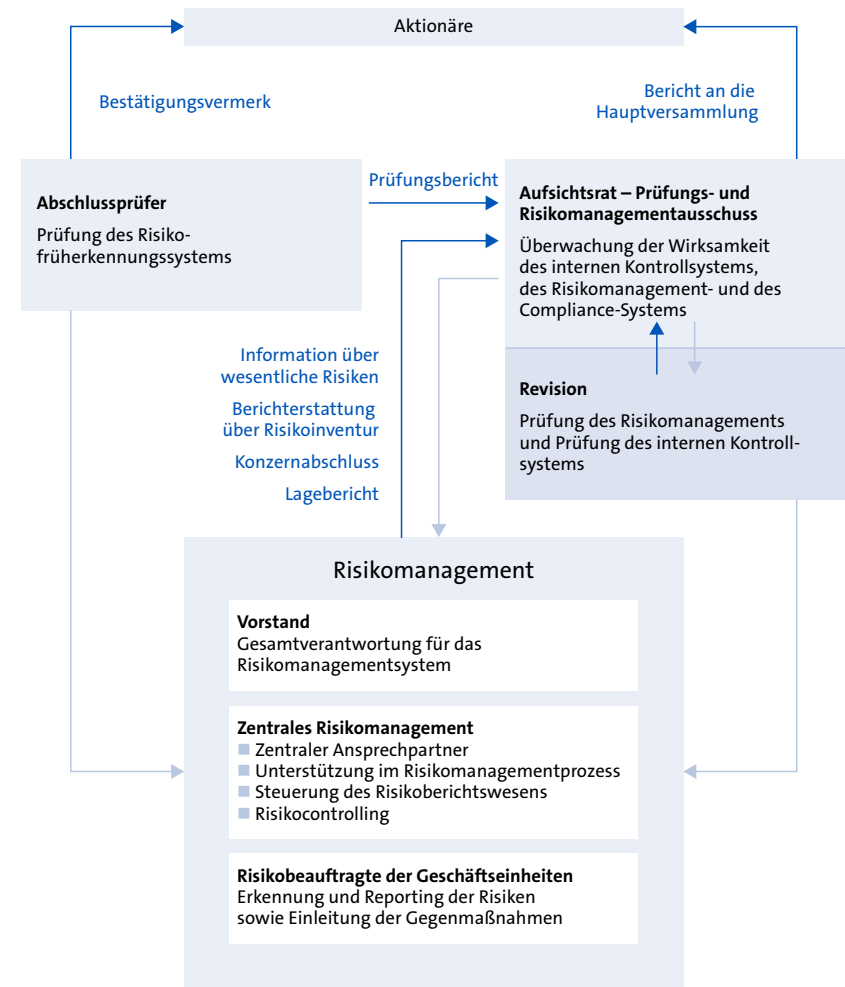 Aktionäre
Bestätigungsvermerk
Bericht an die
Hauptversammlung
Abschlussprüfer
Prüfung des Risiko-
früherkennungssystems
Prüfungsbericht
Aufsichtsrat – Prüfungs- und
Risikomanagementausschuss
Überwachung der Wirksamkeit
des internen Kontrollsystems,
des Risikomanagement- und des
Compliance-Systems
Information über
wesentliche Risiken
Berichterstattung
über Risikoinventur
Konzernabschluss
Lagebericht
Revision
Prüfung des Risikomanagements
und Prüfung des internen Kontroll-
systems
Risikomanagement
Vorstand
Gesamtverantwortung für das
Risikomanagementsystem
Zentrales Risikomanagement
Zentraler Ansprechpartner
Unterstützung im Risikomanagementprozess
Steuerung des Risikoberichtswesens
Risikocontrolling
Risikobeauftragte der Geschäftseinheiten
Erkennung und Reporting der Risiken
sowie Einleitung der Gegenmaßnahmen